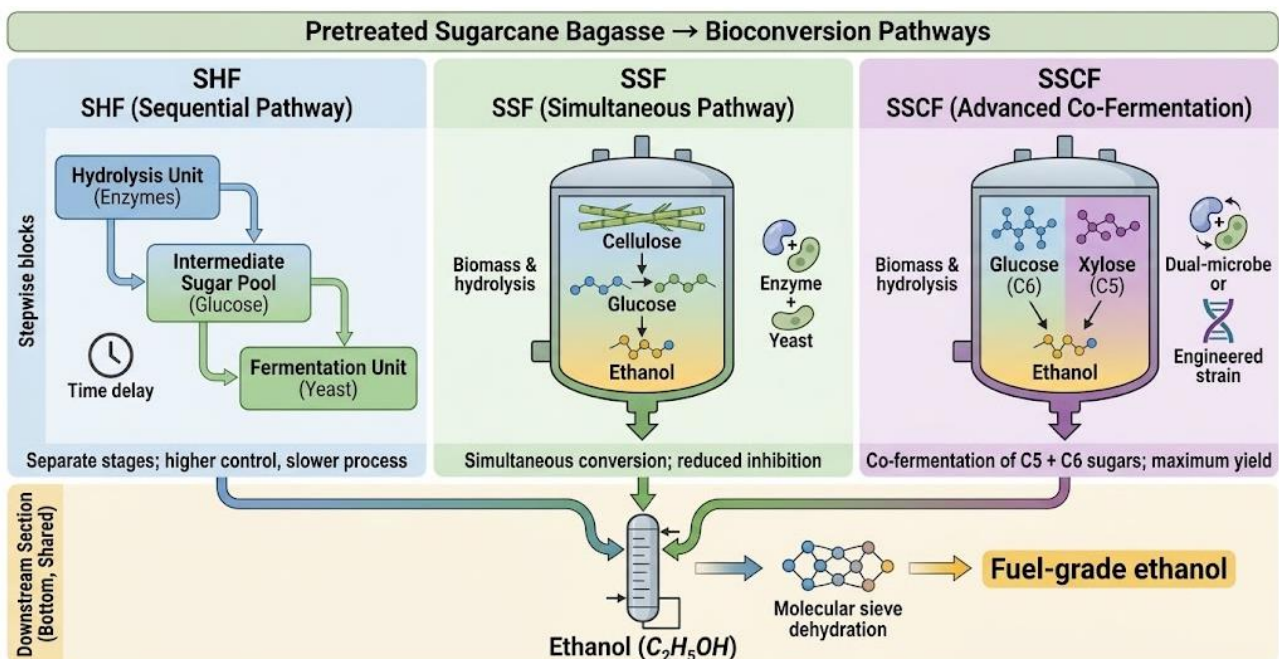 Pretreated Sugarcane Bagasse → Bioconversion Pathways
SHF
SHF (Sequential Pathway)
Stepwise blocks
Hydrolysis Unit
(Enzymes)
Intermediate
Sugar Pool
(Glucose)
Time delay
Fermentation Unit
(Yeast)
Separate stages; higher control, slower process
SSF
SSF (Simultaneous Pathway)
Biomass &
hydrolysis
Cellulose
Glucose
Ethanol
+
Enzyme
+
Yeast
Simultaneous conversion; reduced inhibition
SSCF
SSCF (Advanced Co-Fermentation)
Biomass &
hydrolysis
Glucose
(C6)
Xylose
(C5)
Ethanol
+
Dual-microbe
or
Engineered
strain
Co-fermentation of C5 + C6 sugars; maximum yield
Downstream Section
(Bottom, Shared)
Ethanol (C₂H₅OH)
Molecular sieve
dehydration
Fuel-grade ethanol